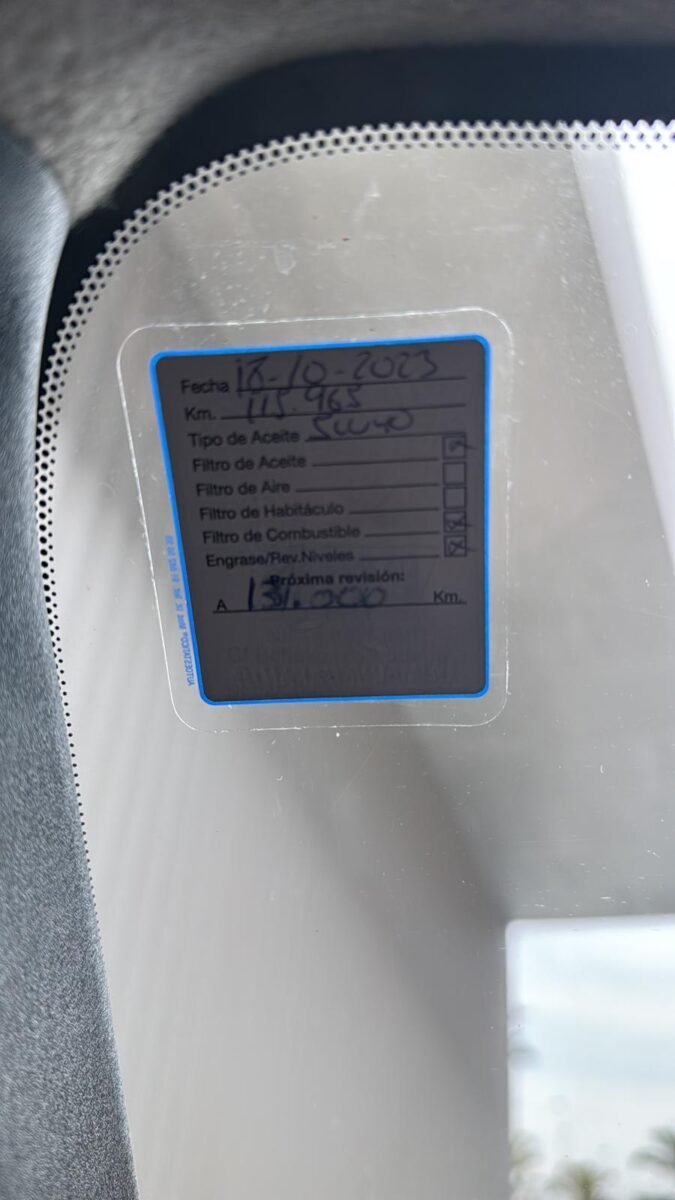 Fecha 18-10-2023
Km. 115.965
Tipo de Aceite 5W40
Filtro de Aceite
Filtro de Aire
Filtro de Habitáculo
Filtro de Combustible
Engrase/Rev.Niveles
Próxima revisión:
A 131.000 Km.